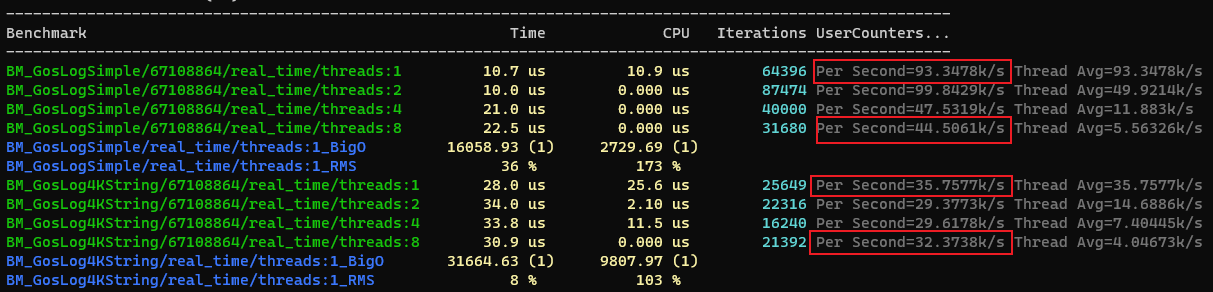 Benchmark Time CPU Iterations UserCounters...
BM_GosLogSimple/67108864/real_time/threads:1 10.7 us 10.9 us 64396 Per Second=93.3478k/s Thread Avg=93.3478k/s
BM_GosLogSimple/67108864/real_time/threads:2 10.0 us 0.000 us 87474 Per Second=99.8429k/s Thread Avg=49.9214k/s
BM_GosLogSimple/67108864/real_time/threads:4 21.0 us 0.000 us 40000 Per Second=47.5319k/s Thread Avg=11.883k/s
BM_GosLogSimple/67108864/real_time/threads:8 22.5 us 0.000 us 31680 Per Second=44.5061k/s Thread Avg=5.56326k/s
BM_GosLogSimple/real_time/threads:1_BigO 16058.93 (1) 2729.69 (1)
BM_GosLogSimple/real_time/threads:1_RMS 36 % 173 %
BM_GosLog4KString/67108864/real_time/threads:1 28.0 us 25.6 us 25649 Per Second=35.7577k/s Thread Avg=35.7577k/s
BM_GosLog4KString/67108864/real_time/threads:2 34.0 us 2.10 us 22316 Per Second=29.3773k/s Thread Avg=14.6886k/s
BM_GosLog4KString/67108864/real_time/threads:4 33.8 us 11.5 us 16240 Per Second=29.6178k/s Thread Avg=7.40445k/s
BM_GosLog4KString/67108864/real_time/threads:8 30.9 us 0.000 us 21392 Per Second=32.3738k/s Thread Avg=4.04673k/s
BM_GosLog4KString/real_time/threads:1_BigO 31664.63 (1) 9807.97 (1)
BM_GosLog4KString/real_time/threads:1_RMS 8 % 103 %